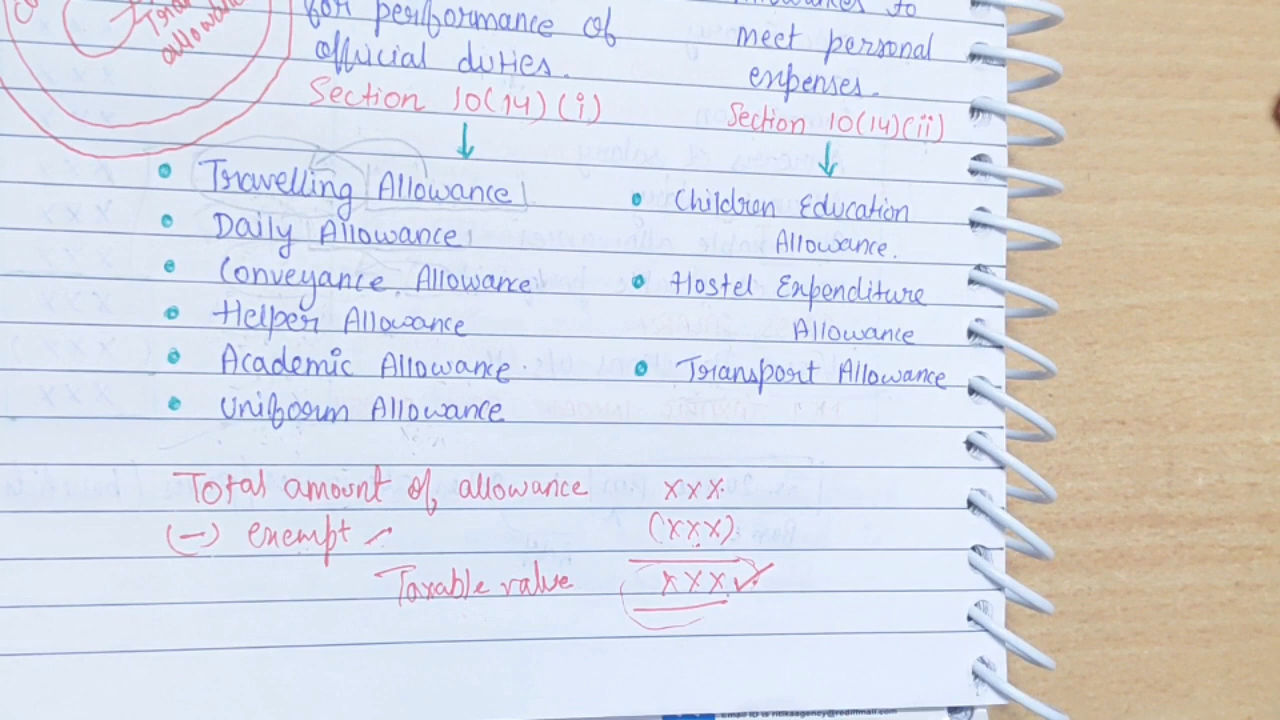 for performance of
official duties.
Section 10(14)(i)
allowances to
meet personal
expenses.
Section 10(14)(ii)
• Travelling Allowance
• Daily Allowance
• Conveyance Allowance
• Helper Allowance
• Academic Allowance.
• Uniform Allowance
• Children Education
Allowance.
• Hostel Expenditure
Allowance
• Transport Allowance
Total amount of allowance xxx
(-) exempt (xxx)
Taxable value xxx